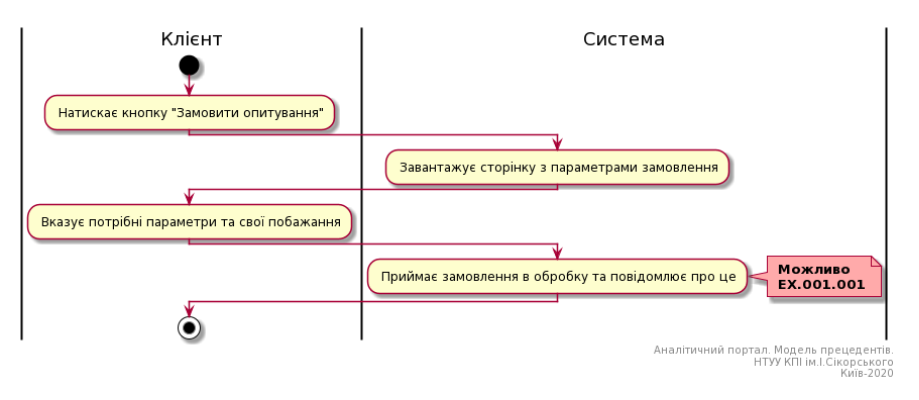 Клієнт
Система
Натискає кнопку "Замовити опитування"
Завантажує сторінку з параметрами замовлення
Вказує потрібні параметри та свої побажання
Приймає замовлення в обробку та повідомлює про це
Можливо
EX.001.001
Аналітичний портал. Модель прецедентів.
НТУУ КПІ ім.І.Сікорського
Київ-2020